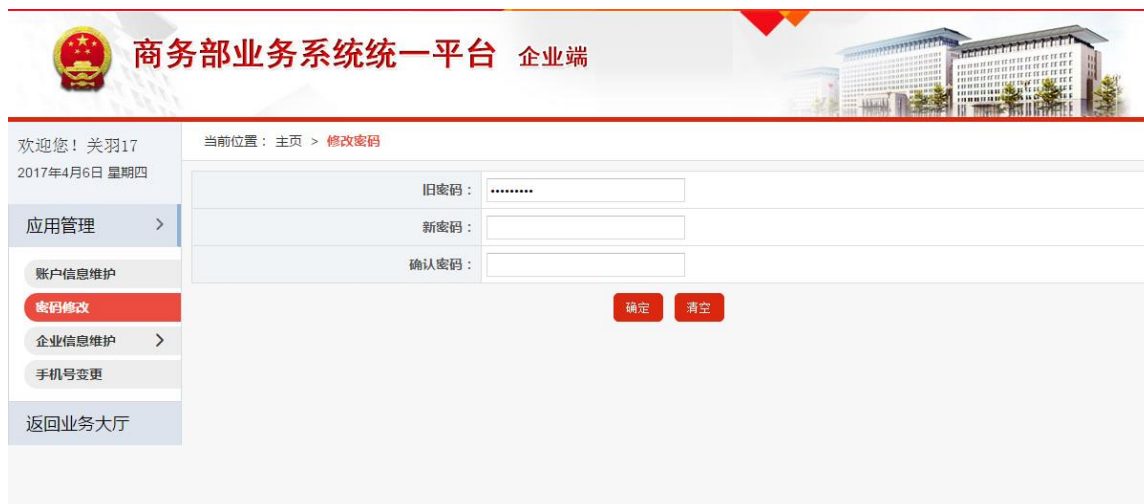 商务部业务系统统一平台 企业端
欢迎您！关羽17
2017年4月6日 星期四
当前位置： 主页 > 修改密码
旧密码： •••••••••
新密码：
确认密码：
确定 清空
应用管理 >
账户信息维护
密码修改
企业信息维护 >
手机号变更
返回业务大厅